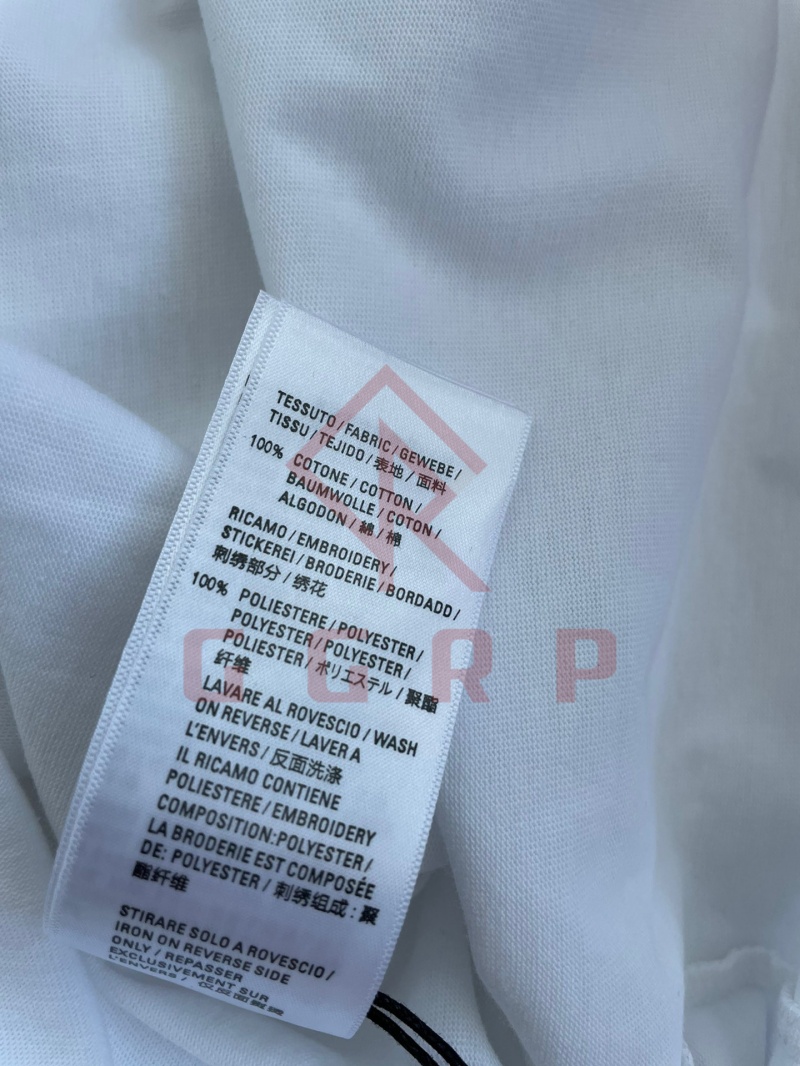 TESSUTO / FABRIC / GEWEBE /
TISSU / TEJIDO / 表地 / 面料
100% COTONE / COTTON /
BAUMWOLLE / COTON /
ALGODON / 綿 / 棉
RICAMO / EMBROIDERY /
STICKEREI / BRODERIE / BORDADD /
刺绣部分 / 绣花
100% POLIESTERE / POLYESTER /
POLYESTER / POLYESTER /
POLIESTER / ポリエステル / 聚酯
纤维
LAVARE AL ROVESCIO / WASH
ON REVERSE / LAVER A
L'ENVERS / 反面洗涤
IL RICAMO CONTIENE
POLIESTERE / EMBROIDERY
COMPOSITION:POLYESTER /
LA BRODERIE EST COMPOSÉE
DE: POLYESTER / 刺绣组成 : 聚
酯纤维
STIRARE SOLO A ROVESCIO /
IRON ON REVERSE SIDE
ONLY / REPASSER
EXCLUSIVEMENT SUR
L'ENVERS /
GRP